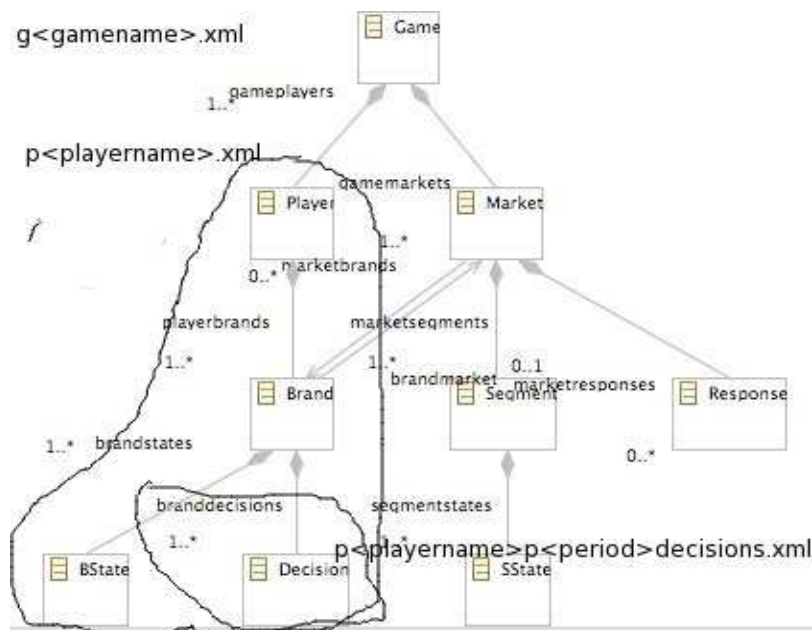 g<gamename>.xml
Game
gameplayers
1..*
p<playername>.xml
gamemarkets
Player
Market
1..*
marketbrands
0..*
playerbrands
marketsegments
1..*
1..*
0..1
brandmarket
marketresponses
Brand
Segment
Response
1..*
brandstates
0..*
branddecisions
segmentstates
1..*
1..*
p<playername>p<period>decisions.xml
BState
Decision
SState